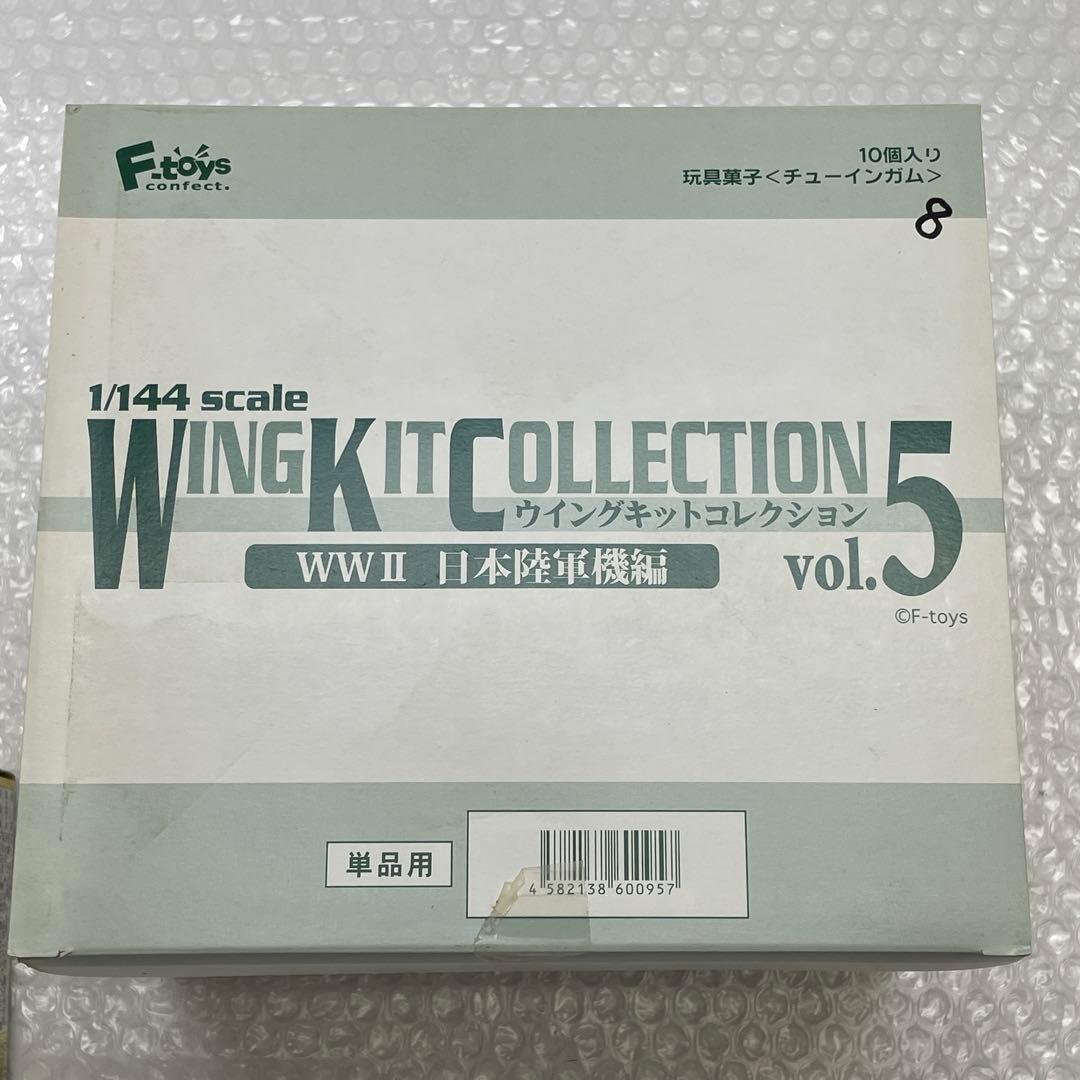 F-toys
confect.
10個入り
玩具菓子<チューインガム>
8
1/144 scale
WING KIT COLLECTION
ウイングキットコレクション
WWⅡ 日本陸軍機編
vol.5
©F-toys
単品用
4 582138 600957